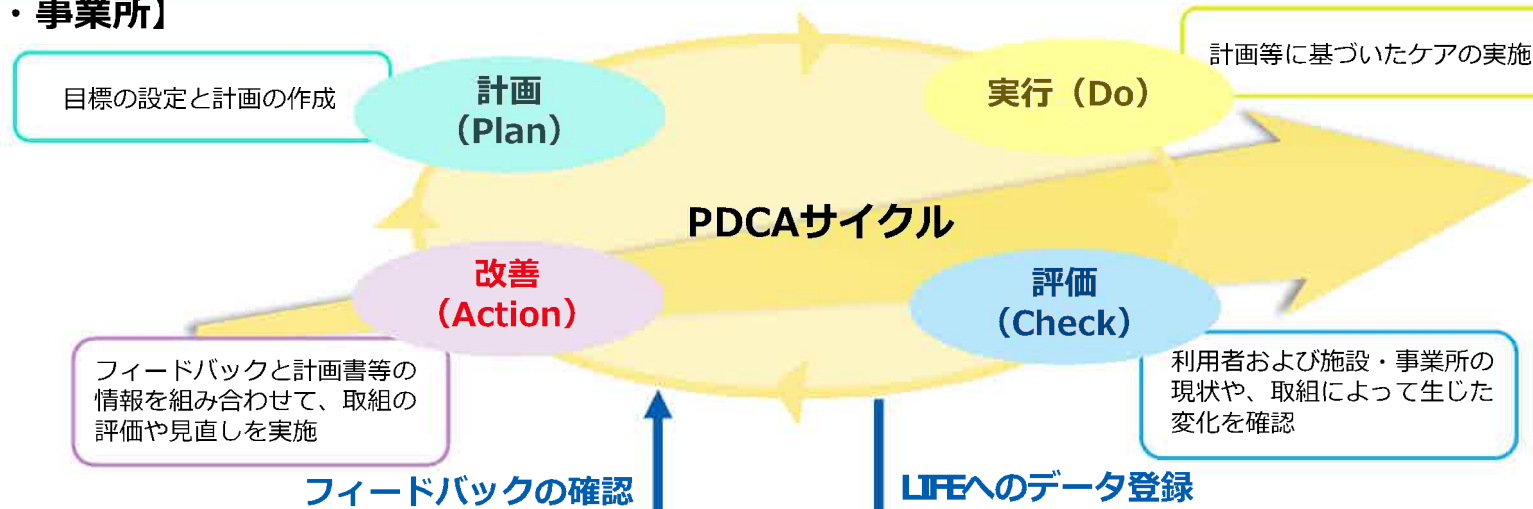 ・事業所】
目標の設定と計画の作成
計画
(Plan)
実行（Do）
計画等に基づいたケアの実施
PDCAサイクル
改善
(Action)
評価
(Check)
フィードバックと計画書等の
情報を組み合わせて、取組の
評価や見直しを実施
利用者および施設・事業所の
現状や、取組によって生じた
変化を確認
フィードバックの確認
LIFEへのデータ登録